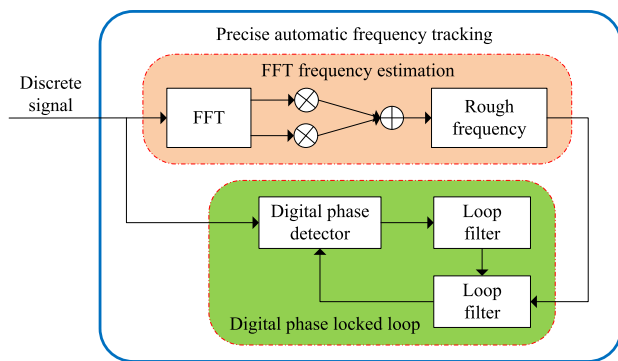 Precise automatic frequency tracking
FFT frequency estimation
Discrete
signal
FFT
Rough
frequency
Digital phase
detector
Loop
filter
Loop
filter
Digital phase locked loop